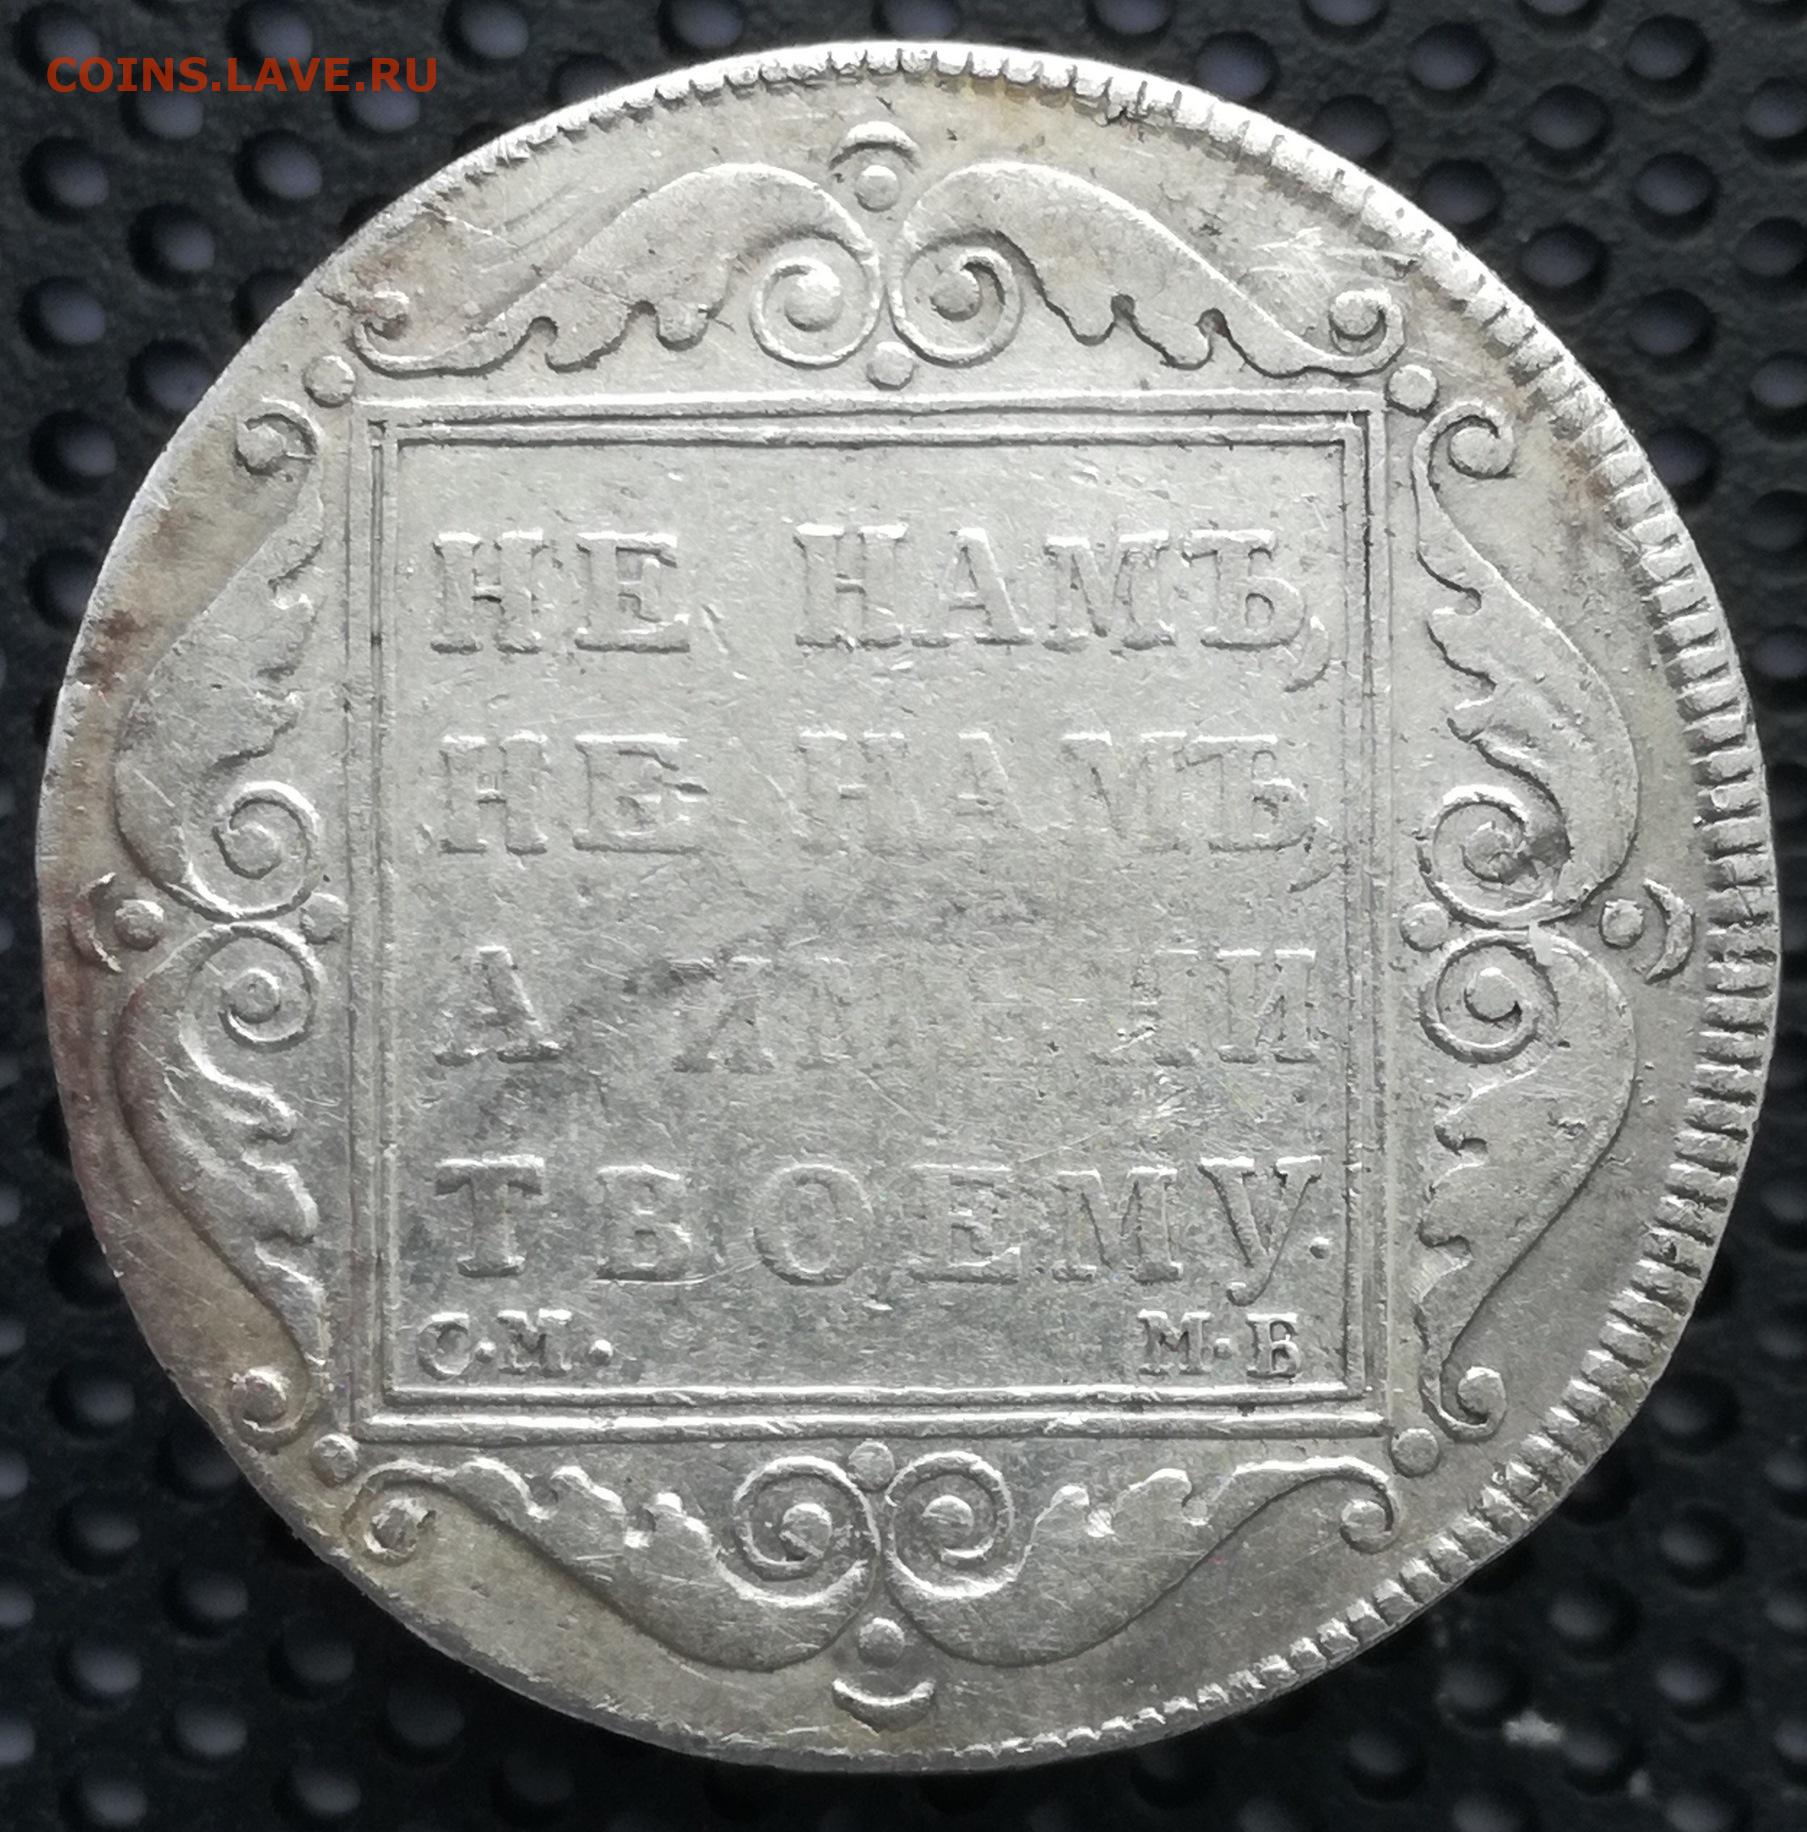 COINS.LAVE.RU
НЕ НАМЪ,
НЕ НАМЪ,
А ИМЯНИ
ТВОЕМУ.
С·М· М·Б